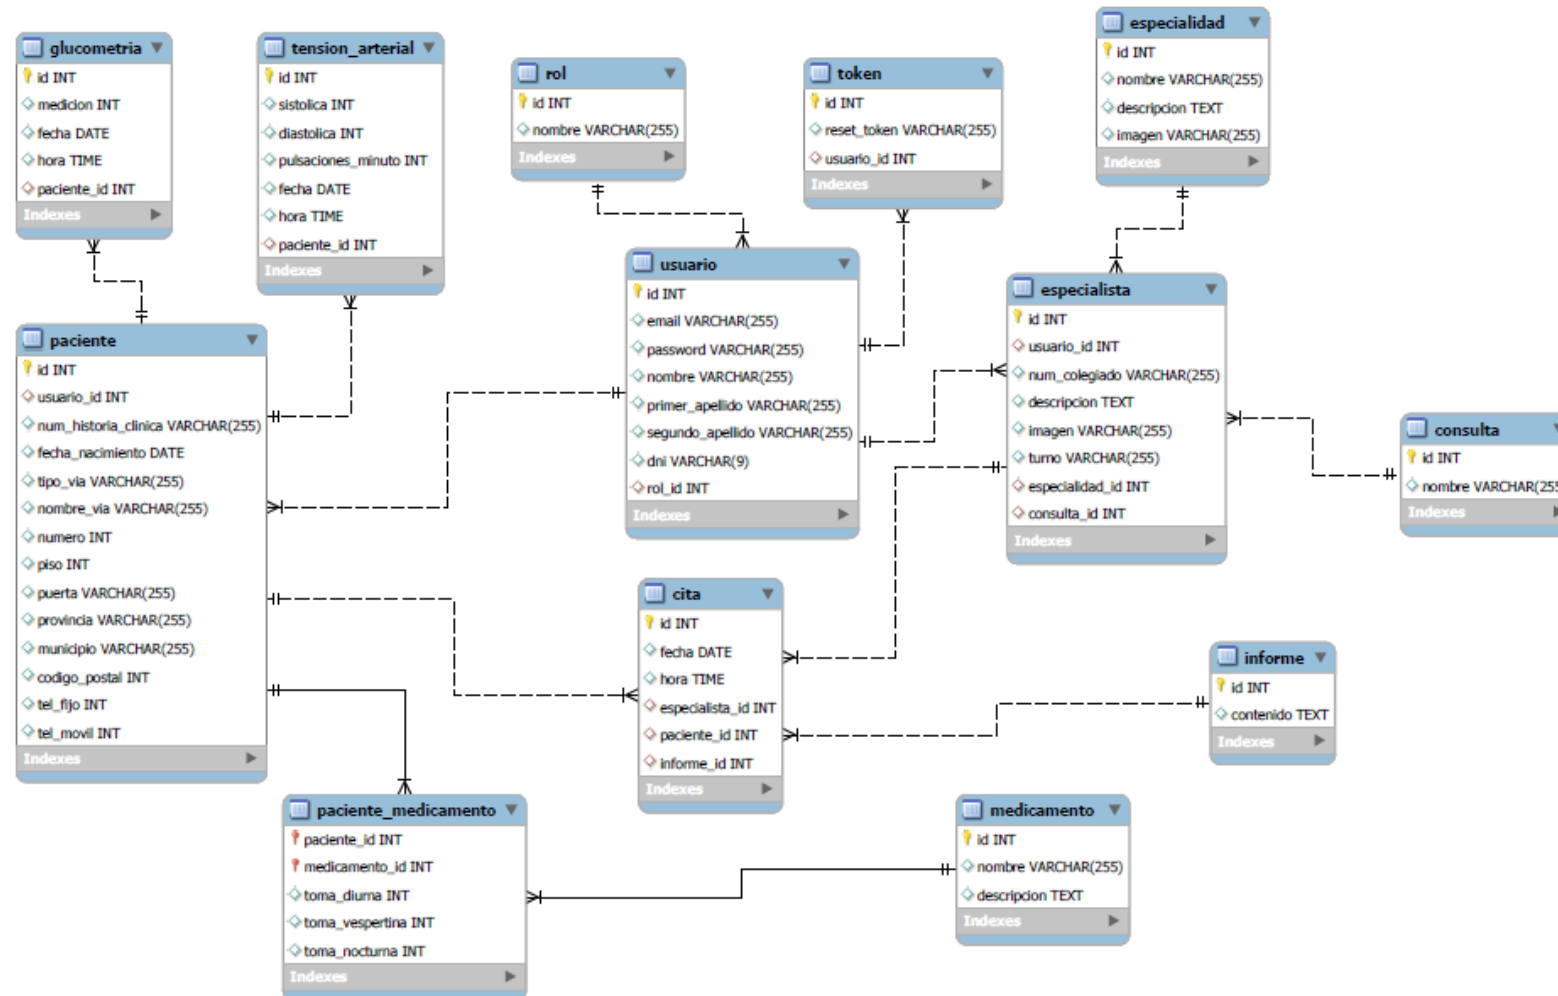 glucometria
id INT
medicion INT
fecha DATE
hora TIME
paciente_id INT
Indexes
tension_arterial
id INT
sistolica INT
diastolica INT
pulsaciones_minuto INT
fecha DATE
hora TIME
paciente_id INT
Indexes
rol
id INT
nombre VARCHAR(255)
Indexes
token
id INT
reset_token VARCHAR(255)
usuario_id INT
Indexes
especialidad
id INT
nombre VARCHAR(255)
descripcion TEXT
imagen VARCHAR(255)
Indexes
paciente
id INT
usuario_id INT
num_historia_clinica VARCHAR(255)
fecha_nacimiento DATE
tipo_via VARCHAR(255)
nombre_via VARCHAR(255)
numero INT
piso INT
puerta VARCHAR(255)
provincia VARCHAR(255)
municipio VARCHAR(255)
codigo_postal INT
tel_fijo INT
tel_movil INT
Indexes
usuario
id INT
email VARCHAR(255)
password VARCHAR(255)
nombre VARCHAR(255)
primer_apellido VARCHAR(255)
segundo_apellido VARCHAR(255)
dni VARCHAR(9)
rol_id INT
Indexes
especialista
id INT
usuario_id INT
num_colegiado VARCHAR(255)
descripcion TEXT
imagen VARCHAR(255)
turno VARCHAR(255)
especialidad_id INT
consulta_id INT
Indexes
consulta
id INT
nombre VARCHAR(255
Indexes
cita
id INT
fecha DATE
hora TIME
especialista_id INT
paciente_id INT
informe_id INT
Indexes
informe
id INT
contenido TEXT
Indexes
paciente_medicamento
paciente_id INT
medicamento_id INT
toma_diurna INT
toma_vespertina INT
toma_nocturna INT
Indexes
medicamento
id INT
nombre VARCHAR(255)
descripcion TEXT
Indexes